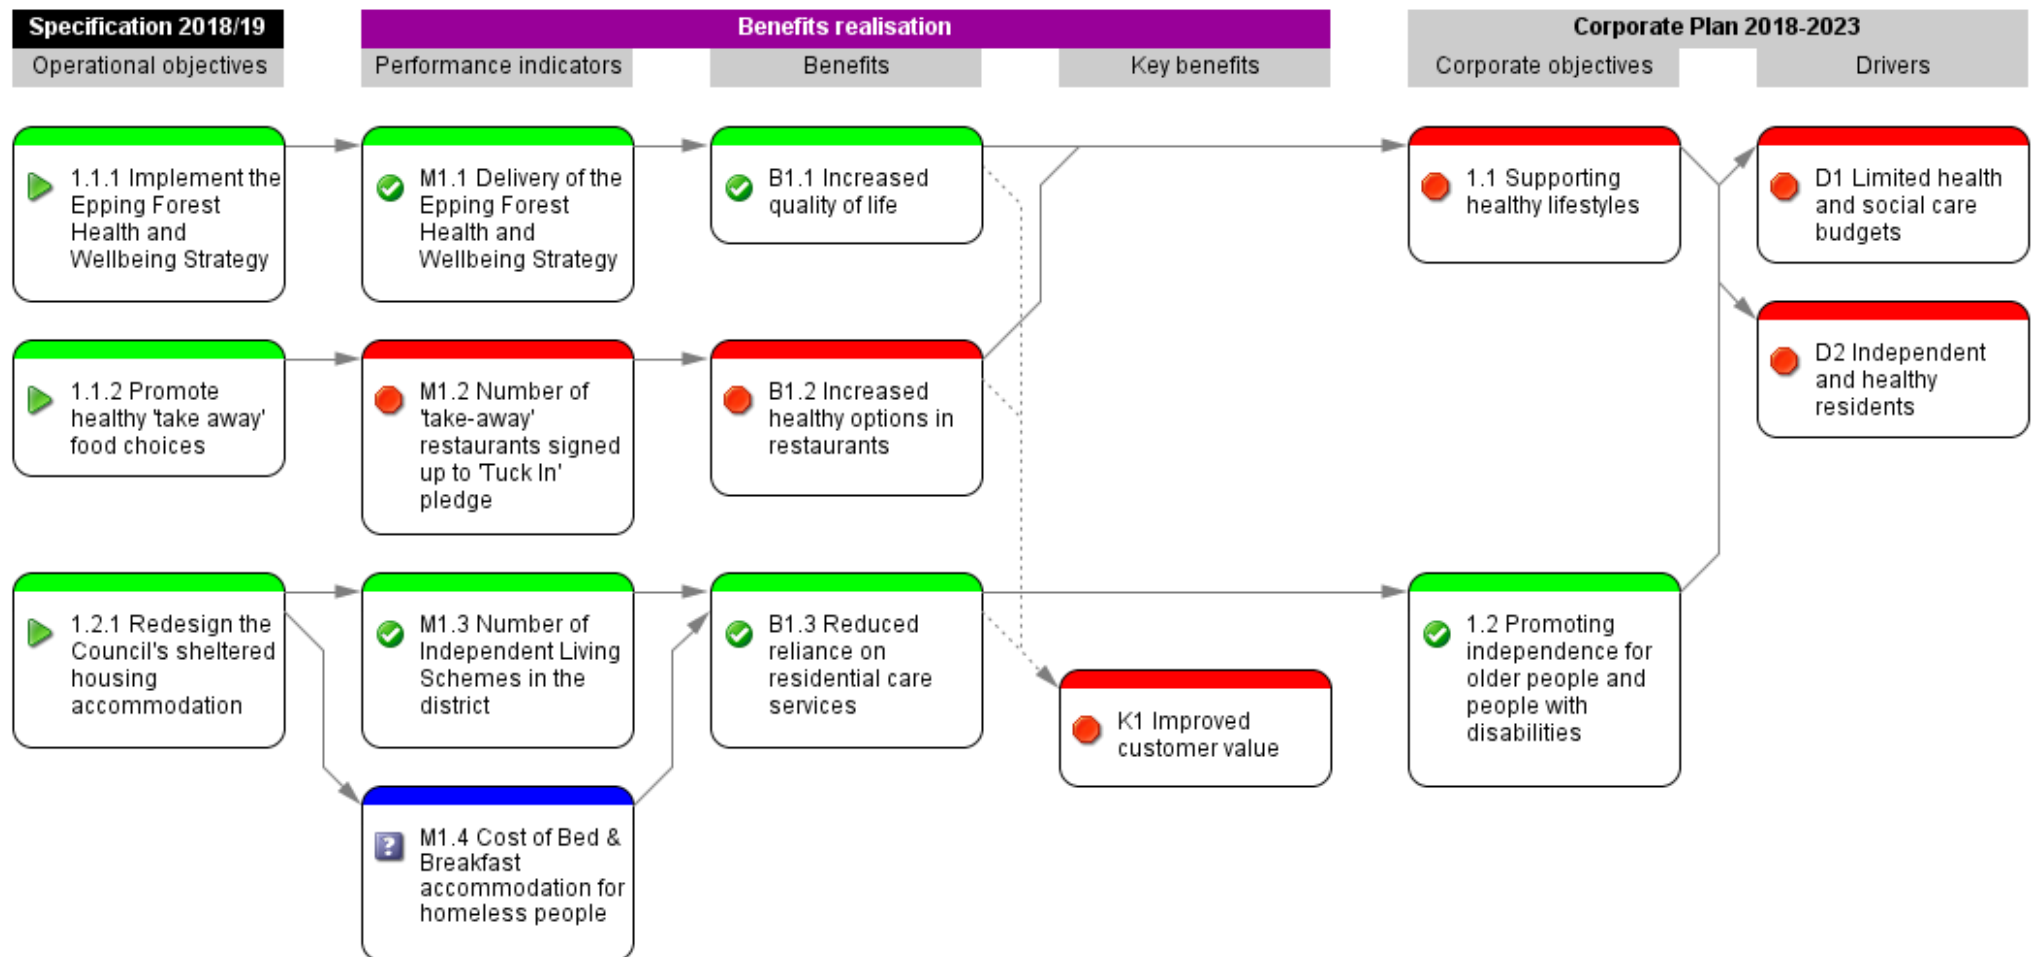 Specification 2018/19
Benefits realisation
Corporate Plan 2018-2023
Operational objectives
Performance indicators
Benefits
Key benefits
Corporate objectives
Drivers
1.1.1 Implement the
Epping Forest
Health and
Wellbeing Strategy
M1.1 Delivery of the
Epping Forest
Health and
Wellbeing Strategy
B1.1 Increased
quality of life
1.1 Supporting
healthy lifestyles
D1 Limited health
and social care
budgets
D2 Independent
and healthy
residents
1.1.2 Promote
healthy 'take away'
food choices
M1.2 Number of
'take-away'
restaurants signed
up to 'Tuck In'
pledge
B1.2 Increased
healthy options in
restaurants
1.2.1 Redesign the
Council's sheltered
housing
accommodation
M1.3 Number of
Independent Living
Schemes in the
district
B1.3 Reduced
reliance on
residential care
services
K1 Improved
customer value
1.2 Promoting
independence for
older people and
people with
disabilities
M1.4 Cost of Bed &
Breakfast
accommodation for
homeless people